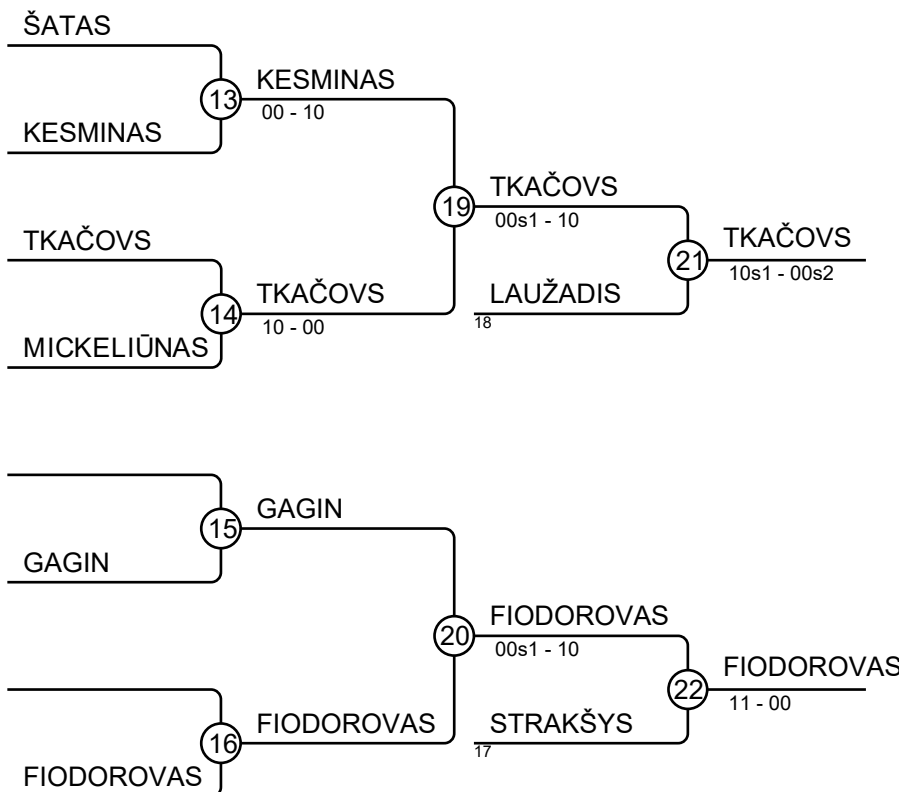 ŠATAS
KESMINAS
13
00 - 10
KESMINAS
TKAČOVS
19
00s1 - 10
TKAČOVS
TKAČOVS
21
10s1 - 00s2
TKAČOVS
14
10 - 00
LAUŽADIS
18
MICKELIŪNAS
15
GAGIN
GAGIN
FIODOROVAS
20
00s1 - 10
FIODOROVAS
22
11 - 00
16
FIODOROVAS
STRAKŠYS
17
FIODOROVAS